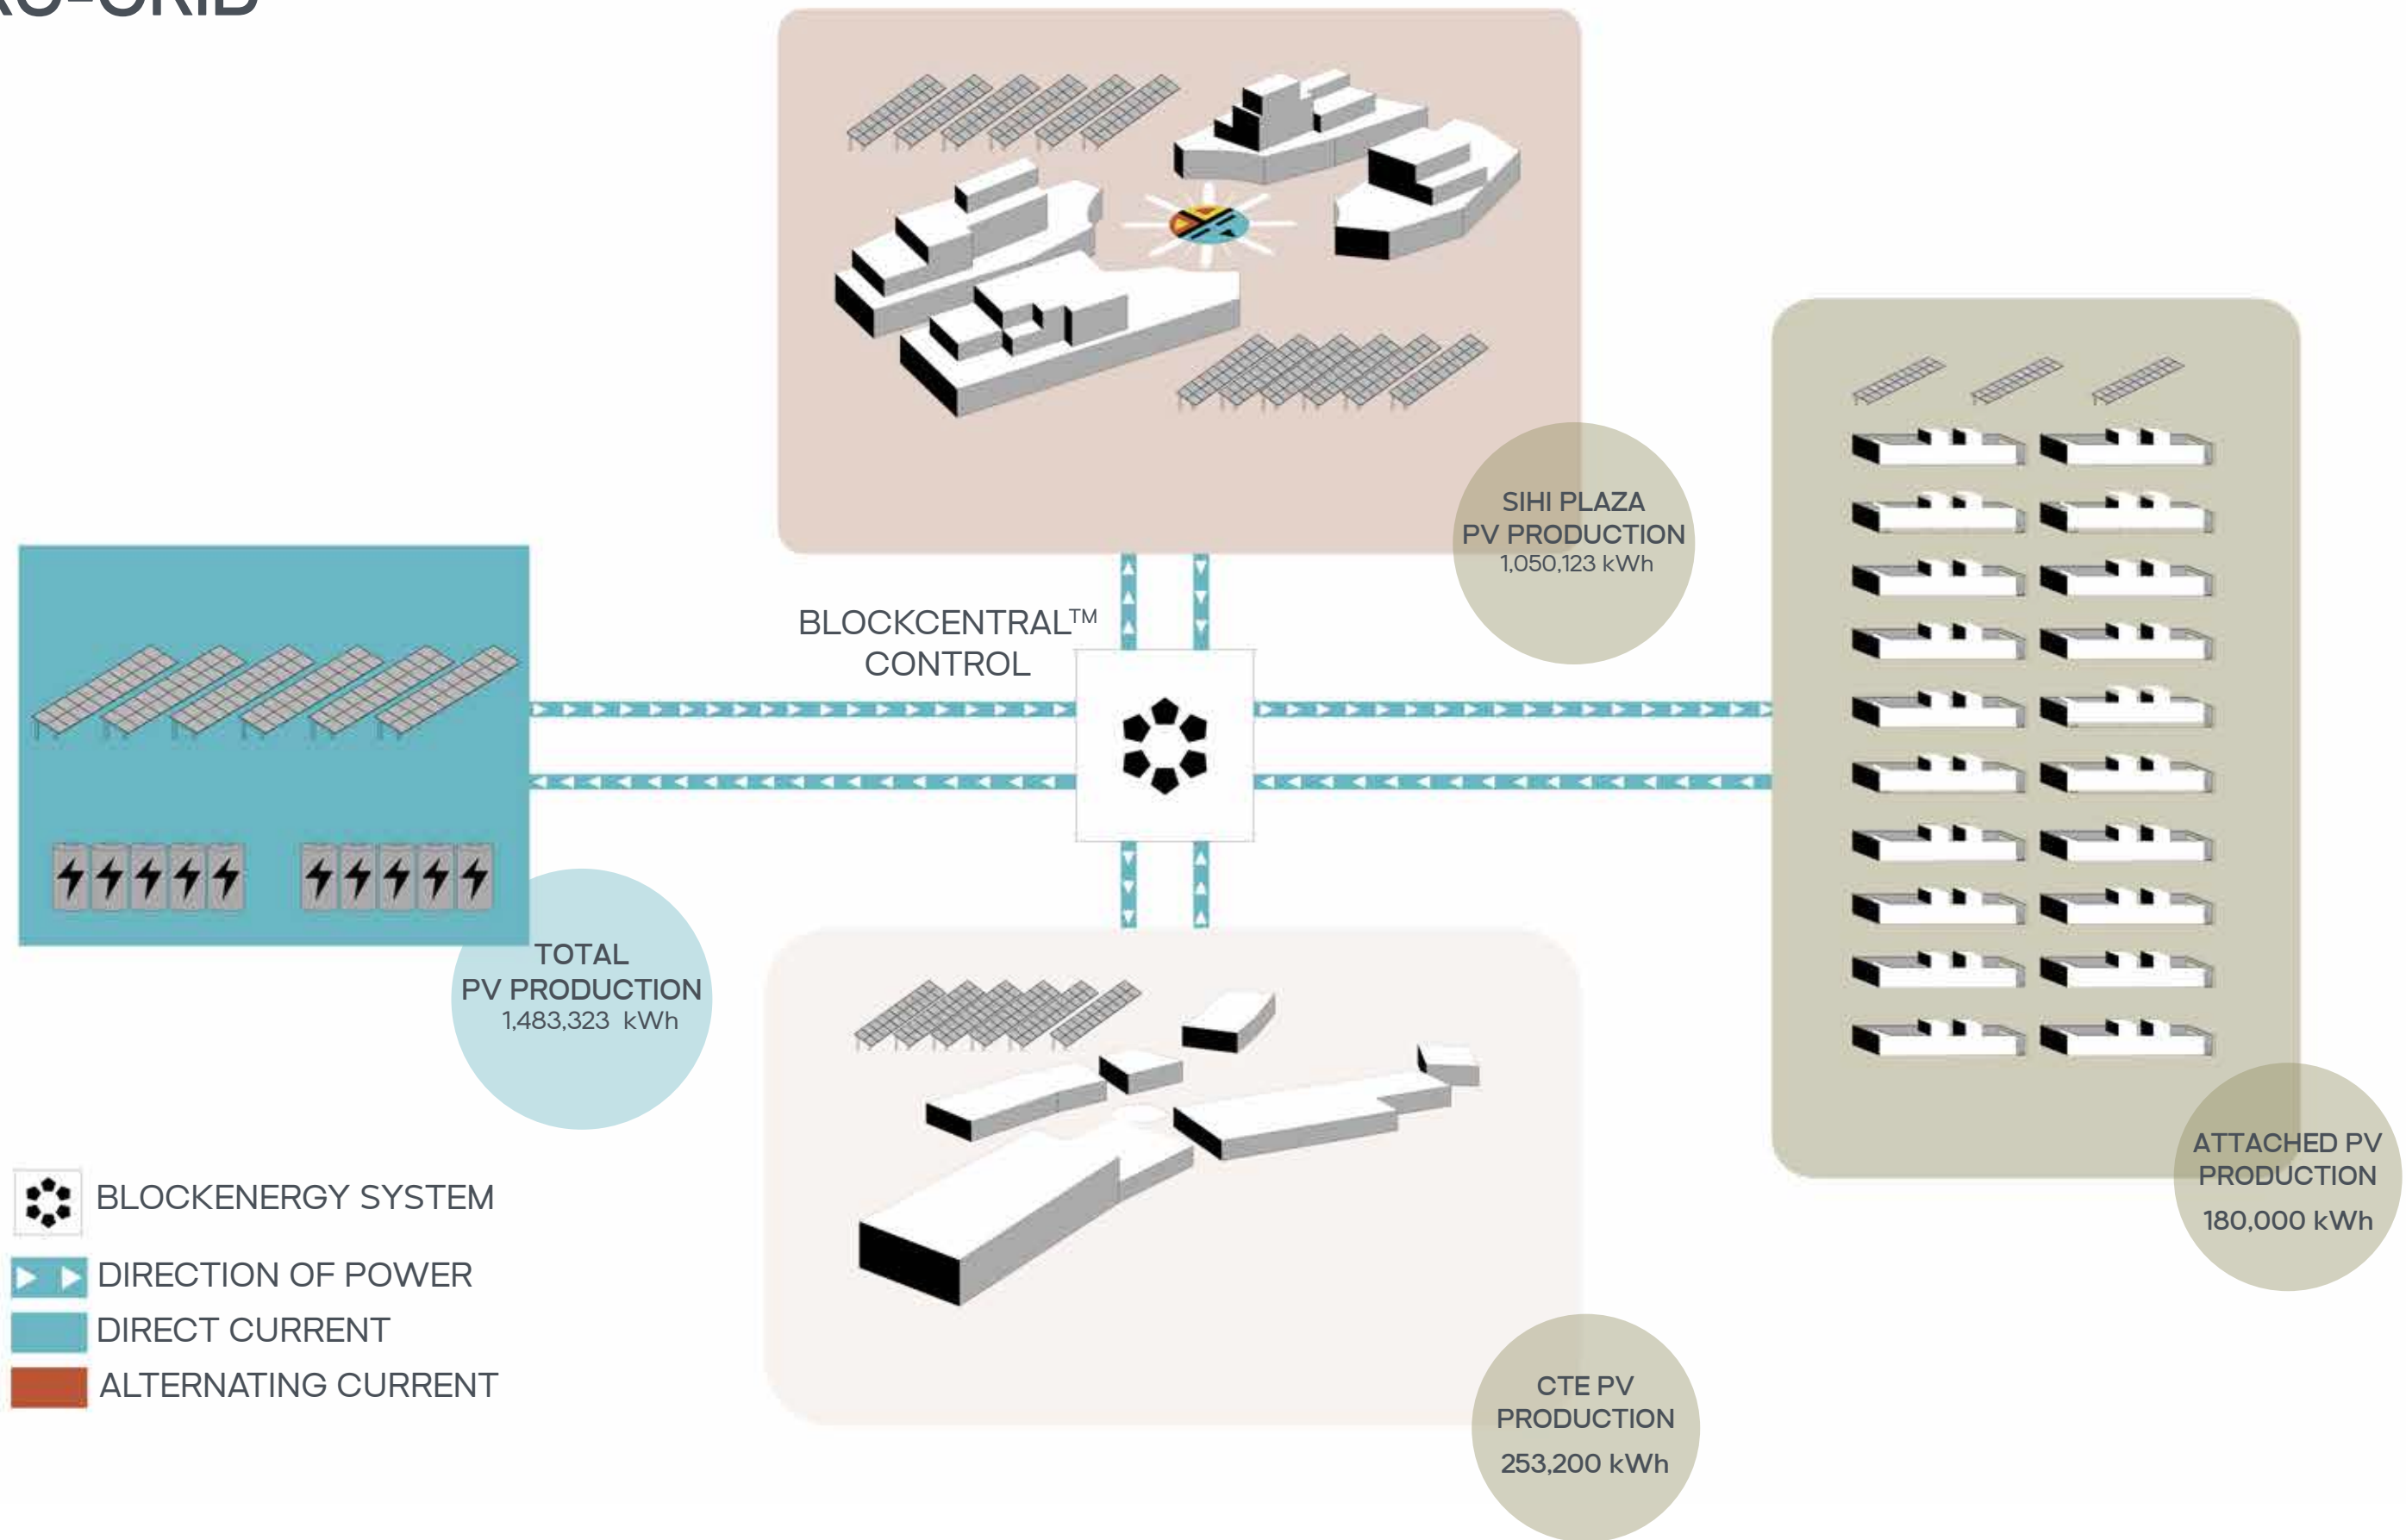 SIHI PLAZA
PV PRODUCTION
1,050,123 kWh
BLOCKCENTRAL™
CONTROL
TOTAL
PV PRODUCTION
1,483,323 kWh
ATTACHED PV
PRODUCTION
180,000 kWh
CTE PV
PRODUCTION
253,200 kWh
BLOCKENERGY SYSTEM
DIRECTION OF POWER
DIRECT CURRENT
ALTERNATING CURRENT